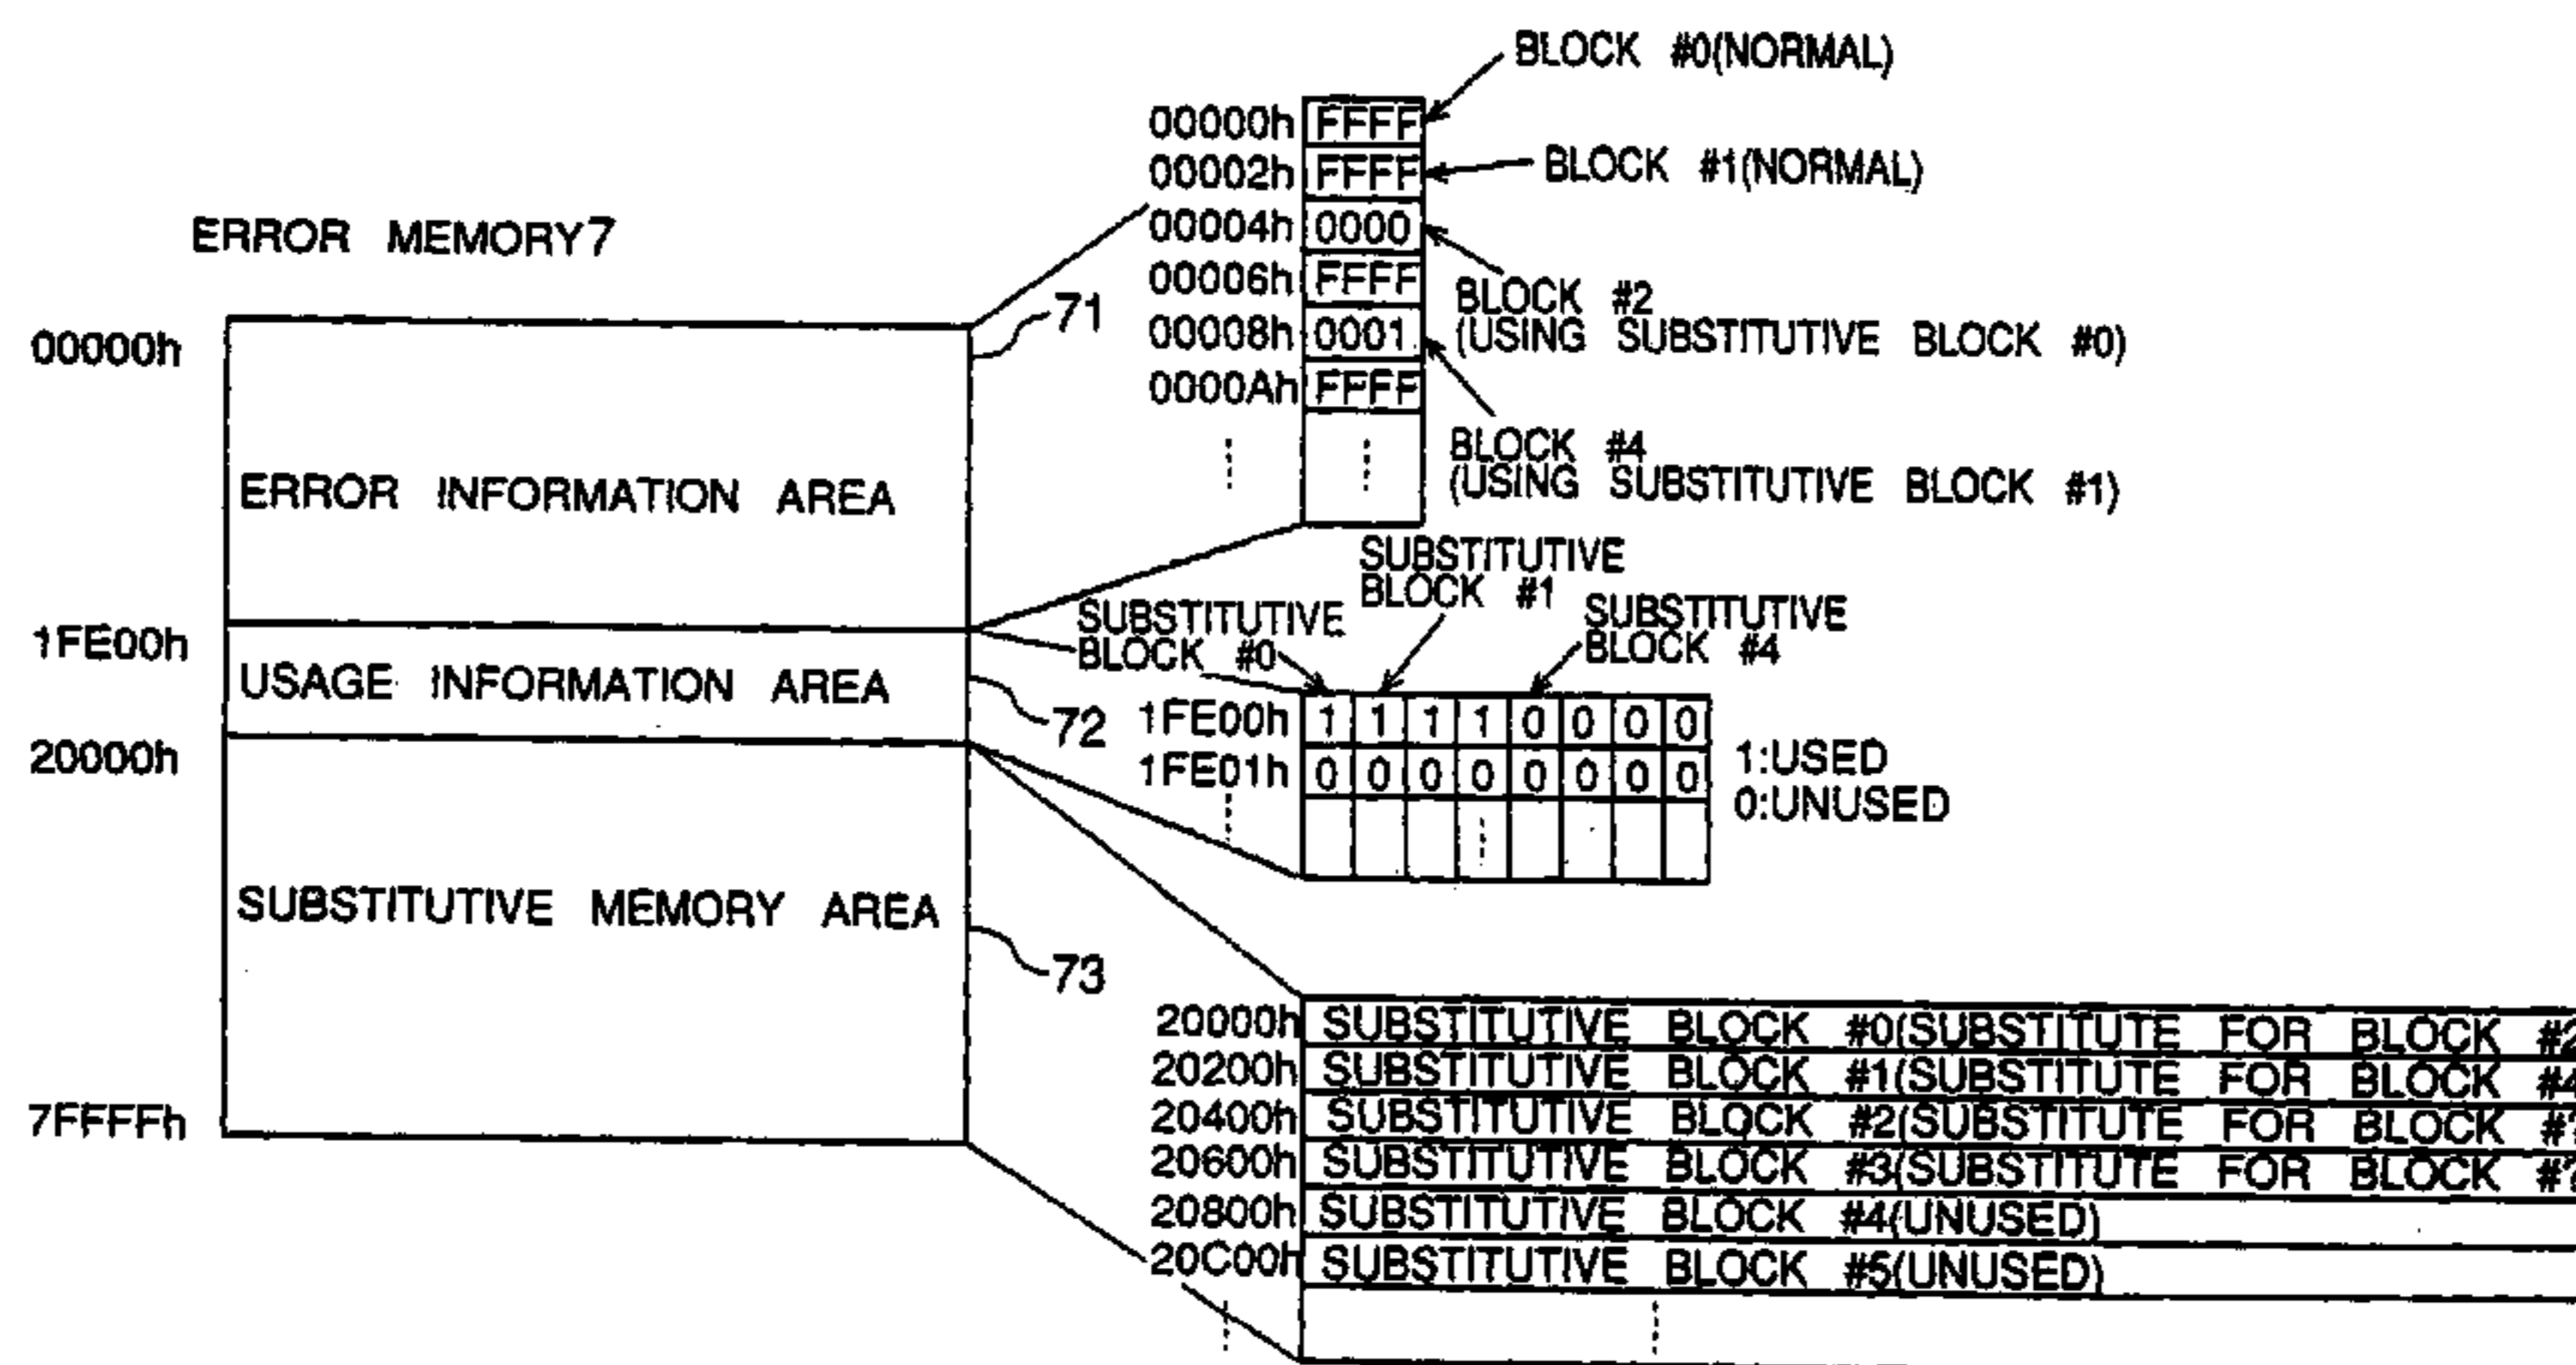 ERROR MEMORY7
00000h
1FE00h
20000h
7FFFFh
ERROR INFORMATION AREA
USAGE INFORMATION AREA
SUBSTITUTIVE MEMORY AREA
71
72
73
00000h FFFF
00002h FFFF
00004h 0000
00006h FFFF
00008h 0001
0000Ah FFFF
BLOCK #0(NORMAL)
BLOCK #1(NORMAL)
BLOCK #2
(USING SUBSTITUTIVE BLOCK #0)
BLOCK #4
(USING SUBSTITUTIVE BLOCK #1)
SUBSTITUTIVE
BLOCK #0
SUBSTITUTIVE
BLOCK #1
SUBSTITUTIVE
BLOCK #4
1FE00h 1 1 1 1 0 0 0 0
1FE01h 0 0 0 0 0 0 0 0
1:USED
0:UNUSED
20000h SUBSTITUTIVE BLOCK #0(SUBSTITUTE FOR BLOCK #2
20200h SUBSTITUTIVE BLOCK #1(SUBSTITUTE FOR BLOCK #4
20400h SUBSTITUTIVE BLOCK #2(SUBSTITUTE FOR BLOCK
20600h SUBSTITUTIVE BLOCK #3(SUBSTITUTE FOR BLOCK
20800h SUBSTITUTIVE BLOCK #4(UNUSED)
20C00h SUBSTITUTIVE BLOCK #5(UNUSED)